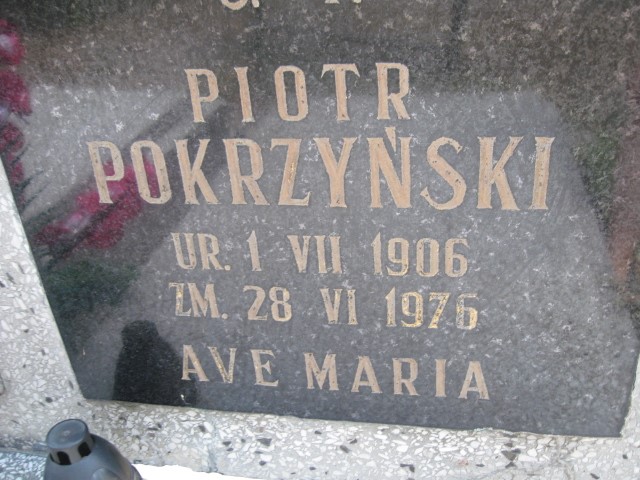 PIOTR
POKRZYŃSKI
UR. 1 VII 1906
ZM. 28 VI 1976
AVE MARIA